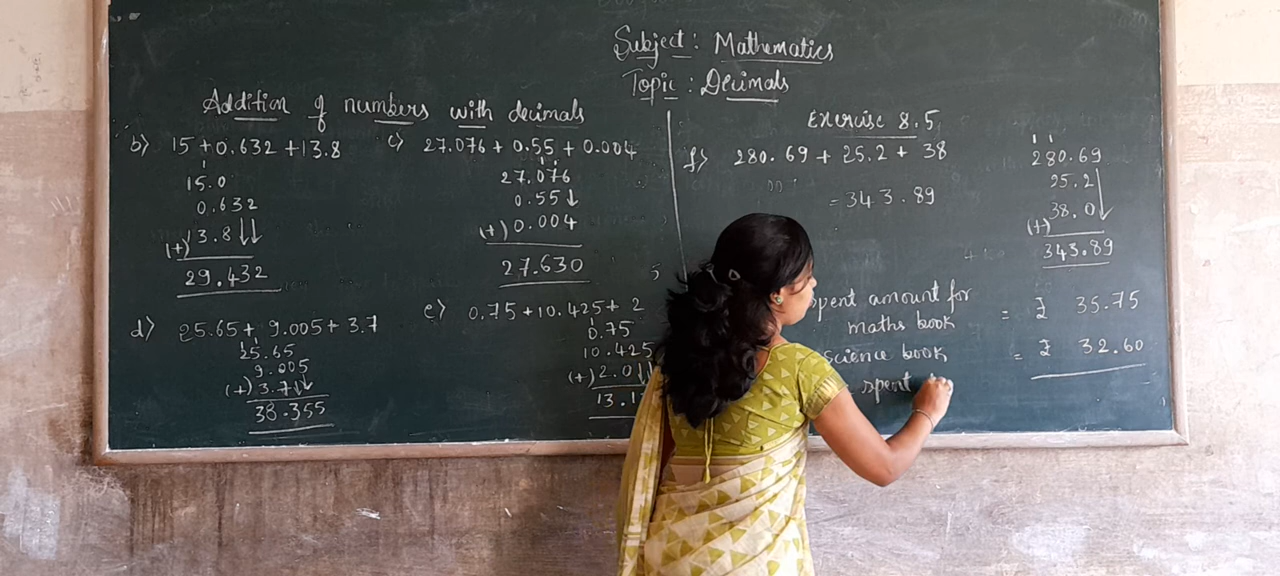 Subject: Mathematics
Topic: Decimals
Addition of numbers with decimals
b) 15 + 0.632 + 13.8
15.0
0.632
(+) 13.8
29.432
c) 27.076 + 0.55 + 0.004
27.076
0.55
(+) 0.004
27.630
d) 25.65 + 9.005 + 3.7
25.65
9.005
(+) 3.7
38.355
e) 0.75 + 10.425 + 2
0.75
10.425
(+) 2.0
13.1
Exercise 8.5
f) 280.69 + 25.2 + 38
= 343.89
280.69
25.2
(+) 38.0
343.89
spent amount for
maths book = ₹ 35.75
science book = ₹ 32.60
spent